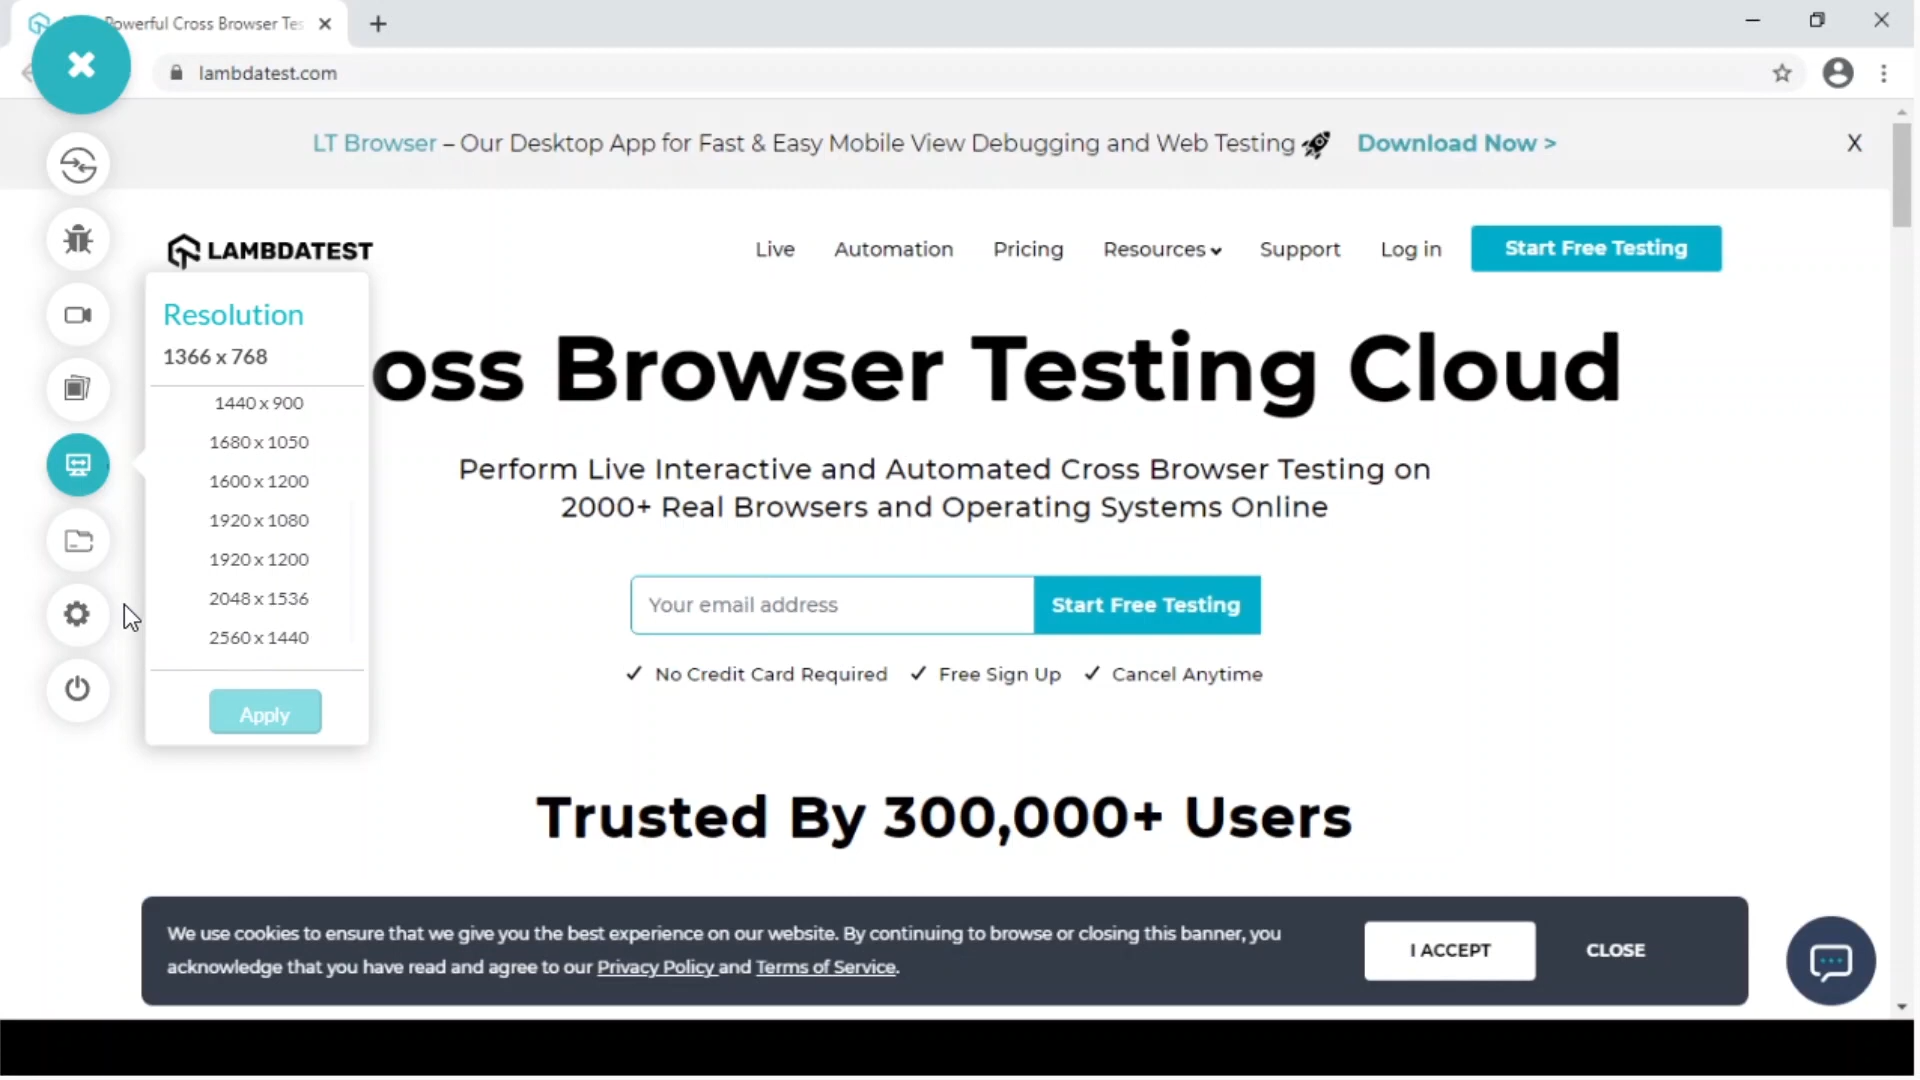 Powerful Cross Browser Tes
lambdatest.com
LT Browser – Our Desktop App for Fast & Easy Mobile View Debugging and Web Testing Download Now >
X
LAMBDATEST
Live
Automation
Pricing
Resources
Support
Log in
Start Free Testing
Resolution
1366 x 768
1440 x 900
1680 x 1050
1600 x 1200
1920 x 1080
1920 x 1200
2048 x 1536
2560 x 1440
Apply
oss Browser Testing Cloud
Perform Live Interactive and Automated Cross Browser Testing on
2000+ Real Browsers and Operating Systems Online
Your email address
Start Free Testing
✓ No Credit Card Required ✓ Free Sign Up ✓ Cancel Anytime
Trusted By 300,000+ Users
We use cookies to ensure that we give you the best experience on our website. By continuing to browse or closing this banner, you
acknowledge that you have read and agree to our Privacy Policy and Terms of Service.
I ACCEPT
CLOSE